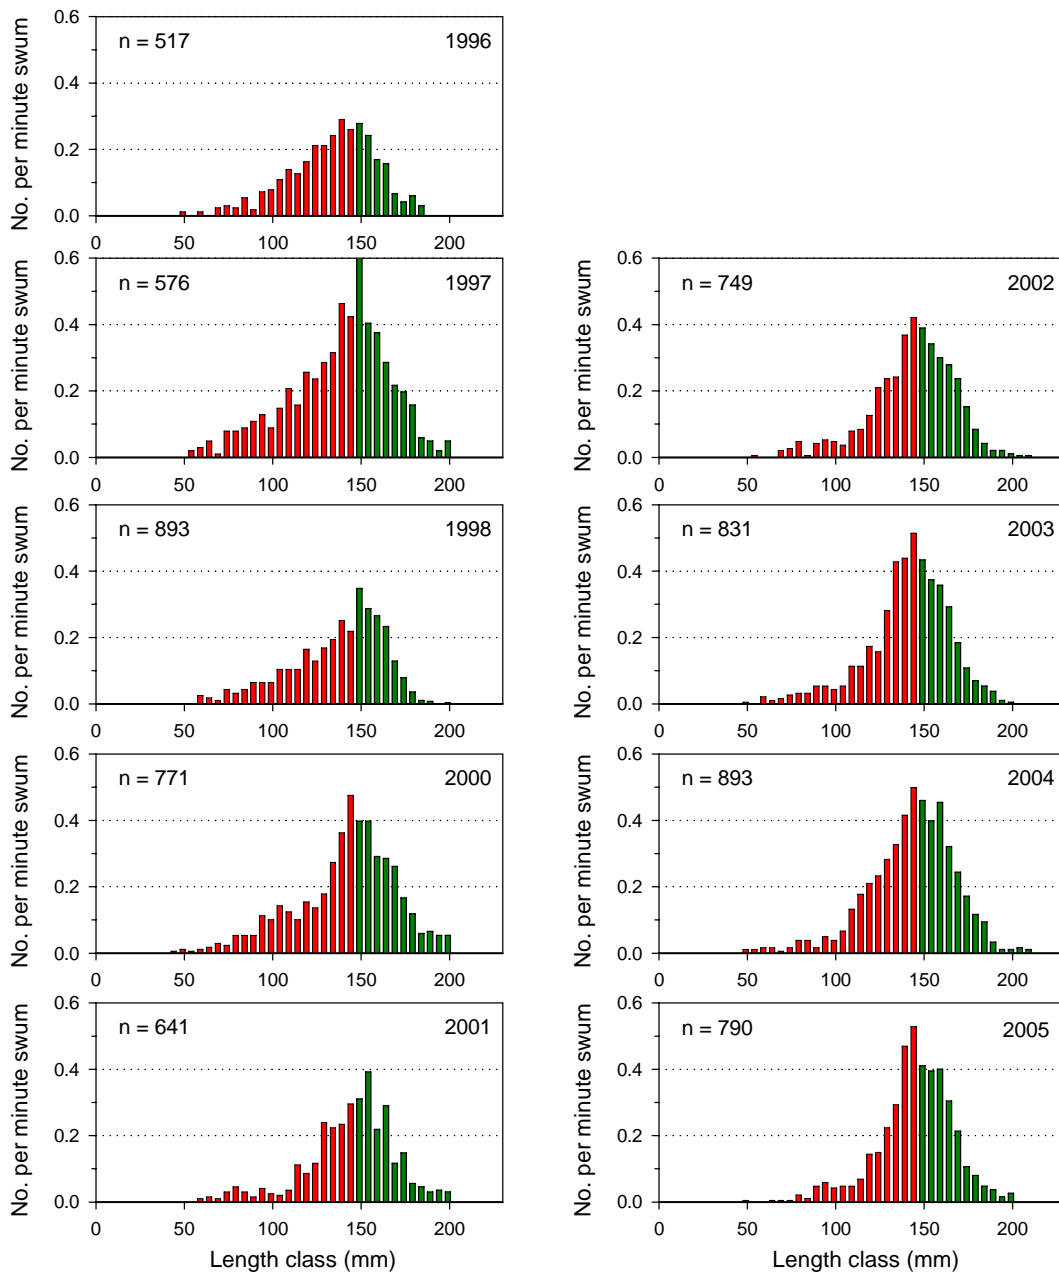 0.6
n = 517 1996
0.4
0.2
0.0
0 50 100 150 200
No. per minute swum
0.6
n = 576 1997
0.4
0.2
0.0
0 50 100 150 200
No. per minute swum
0.6
n = 893 1998
0.4
0.2
0.0
0 50 100 150 200
No. per minute swum
0.6
n = 771 2000
0.4
0.2
0.0
0 50 100 150 200
No. per minute swum
0.6
n = 641 2001
0.4
0.2
0.0
0 50 100 150 200
No. per minute swum
Length class (mm)
0.6
n = 749 2002
0.4
0.2
0.0
0 50 100 150 200
No. per minute swum
0.6
n = 831 2003
0.4
0.2
0.0
0 50 100 150 200
No. per minute swum
0.6
n = 893 2004
0.4
0.2
0.0
0 50 100 150 200
No. per minute swum
0.6
n = 790 2005
0.4
0.2
0.0
0 50 100 150 200
No. per minute swum
Length class (mm)